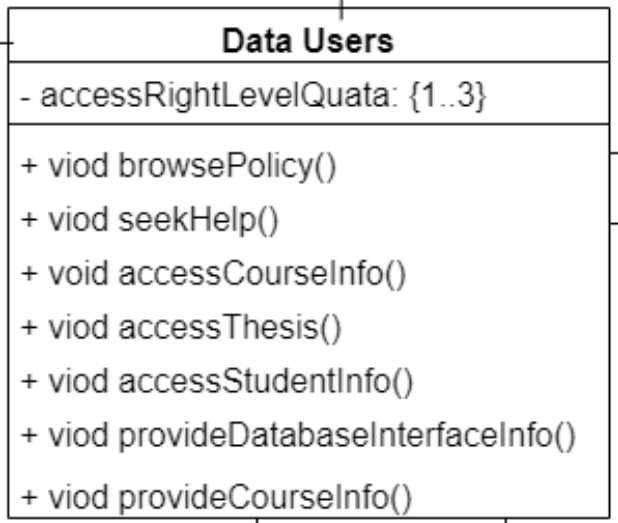 Data Users
- accessRightLevelQuata: {1..3}
+ viod browsePolicy()
+ viod seekHelp()
+ void accessCourseInfo()
+ viod accessThesis()
+ viod accessStudentInfo()
+ viod provideDatabaseInterfaceInfo()
+ viod provideCourseInfo()